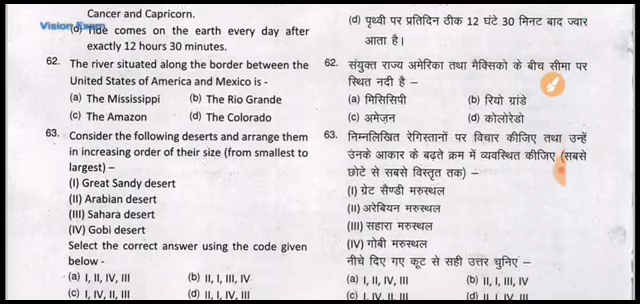 Cancer and Capricorn.
Vision Exam
(d) Tide comes on the earth every day after
exactly 12 hours 30 minutes.
62. The river situated along the border between the
United States of America and Mexico is -
(a) The Mississippi (b) The Rio Grande
(c) The Amazon (d) The Colorado
63. Consider the following deserts and arrange them
in increasing order of their size (from smallest to
largest) –
(I) Great Sandy desert
(II) Arabian desert
(III) Sahara desert
(IV) Gobi desert
Select the correct answer using the code given
below -
(a) I, II, IV, III (b) II, I, III, IV
(c) I, IV, II, III (d) II, I, IV, III
(d) पृथ्वी पर प्रतिदिन ठीक 12 घंटे 30 मिनट बाद ज्वार
आता है।
62. संयुक्त राज्य अमेरिका तथा मैक्सिको के बीच सीमा पर
स्थित नदी है –
(a) मिसिसिपी (b) रियो ग्रांडे
(c) अमेज़न (d) कोलोरेडो
63. निम्नलिखित रेगिस्तानों पर विचार कीजिए तथा उन्हें
उनके आकार के बढ़ते क्रम में व्यवस्थित कीजिए (सबसे
छोटे से सबसे विस्तृत तक) –
(I) ग्रेट सैण्डी मरुस्थल
(II) अरेबियन मरुस्थल
(III) सहारा मरुस्थल
(IV) गोबी मरुस्थल
नीचे दिए गए कूट से सही उत्तर चुनिए –
(a) I, II, IV, III (b) II, I, III, IV
(c) I, IV, II, III (d) II, I, IV, III